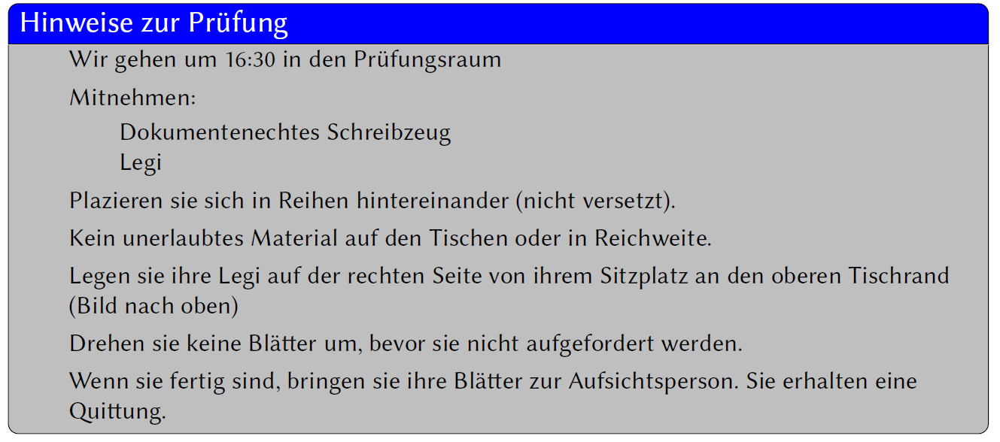 Hinweise zur Prüfung
Wir gehen um 16:30 in den Prüfungsraum
Mitnehmen:
Dokumentenechtes Schreibzeug
Legi
Plazieren sie sich in Reihen hintereinander (nicht versetzt).
Kein unerlaubtes Material auf den Tischen oder in Reichweite.
Legen sie ihre Legi auf der rechten Seite von ihrem Sitzplatz an den oberen Tischrand
(Bild nach oben)
Drehen sie keine Blätter um, bevor sie nicht aufgefordert werden.
Wenn sie fertig sind, bringen sie ihre Blätter zur Aufsichtsperson. Sie erhalten eine
Quittung.